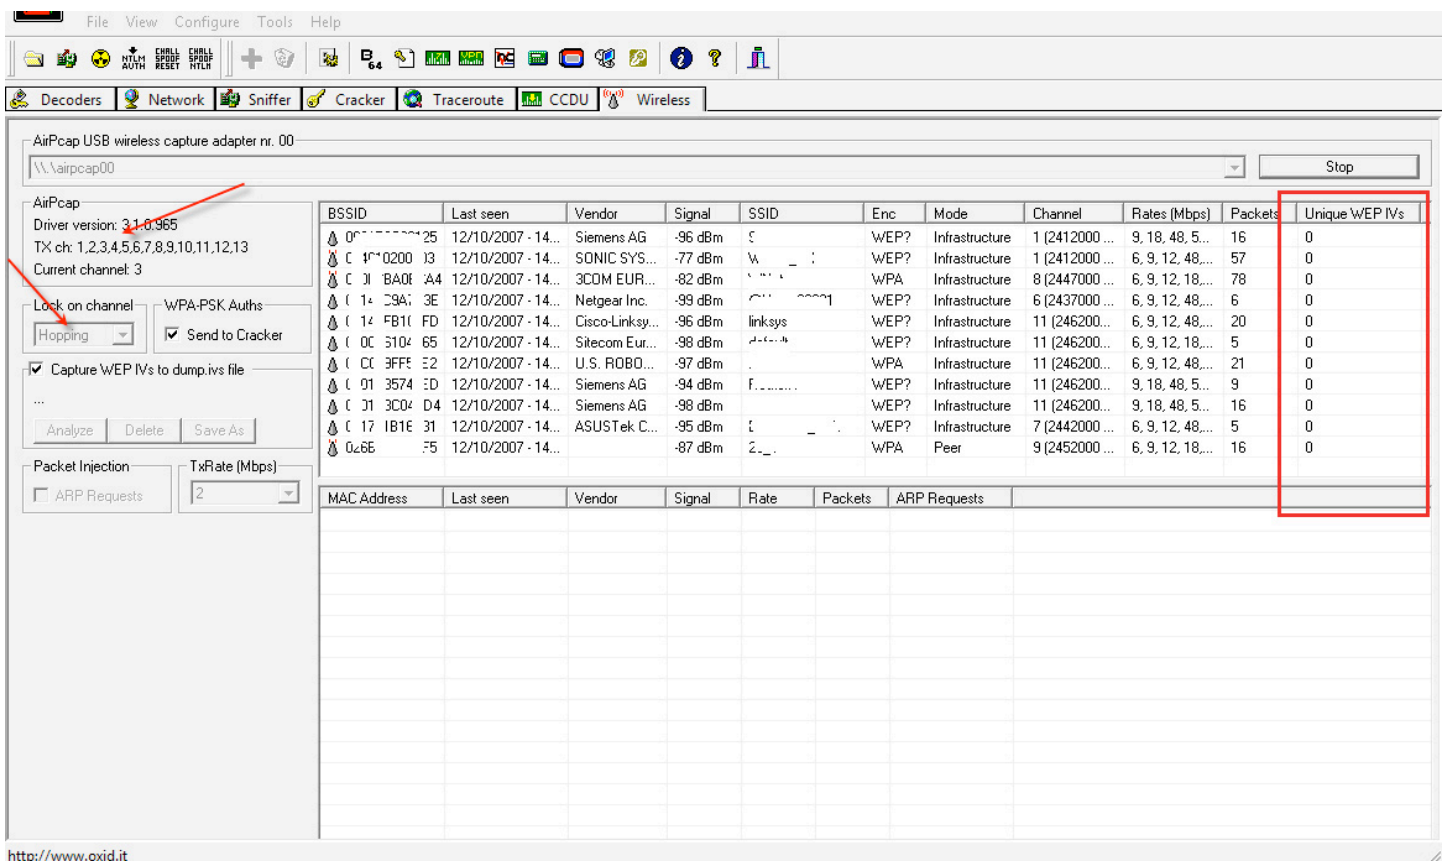 File View Configure Tools Help
NTLM AUTH CHALL SPOOF RESET CHALL SPOOF NTLM B64
Decoders Network Sniffer Cracker Traceroute CCDU Wireless
AirPcap USB wireless capture adapter nr. 00
\\.\airpcap00 Stop
AirPcap
Driver version: 3.1.0.965
TX ch: 1,2,3,4,5,6,7,8,9,10,11,12,13
Current channel: 3
Lock on channel WPA-PSK Auths
Hopping Send to Cracker
Capture WEP IVs to dump.ivs file
...
Analyze Delete Save As
Packet Injection TxRate (Mbps)
ARP Requests 2
BSSID Last seen Vendor Signal SSID Enc Mode Channel Rates (Mbps) Packets Unique WEP IVs
12/10/2007 - 14... Siemens AG -96 dBm WEP? Infrastructure 1 (2412000 ... 9, 18, 48, 5... 16 0
12/10/2007 - 14... SONIC SYS... -77 dBm WEP? Infrastructure 1 (2412000 ... 6, 9, 12, 48,... 57 0
12/10/2007 - 14... 3COM EUR... -82 dBm WPA Infrastructure 8 (2447000 ... 6, 9, 12, 48,... 78 0
12/10/2007 - 14... Netgear Inc. -99 dBm WEP? Infrastructure 6 (2437000 ... 6, 9, 12, 48,... 6 0
12/10/2007 - 14... Cisco-Linksy... -96 dBm linksys WEP? Infrastructure 11 (246200... 6, 9, 12, 48,... 20 0
12/10/2007 - 14... Sitecom Eur... -98 dBm WEP? Infrastructure 11 (246200... 6, 9, 12, 18,... 5 0
12/10/2007 - 14... U.S. ROBO... -97 dBm WPA Infrastructure 11 (246200... 6, 9, 12, 48,... 21 0
12/10/2007 - 14... Siemens AG -94 dBm WEP? Infrastructure 11 (246200... 9, 18, 48, 5... 9 0
12/10/2007 - 14... Siemens AG -98 dBm WEP? Infrastructure 11 (246200... 9, 18, 48, 5... 16 0
12/10/2007 - 14... ASUSTek C... -95 dBm WEP? Infrastructure 7 (2442000 ... 6, 9, 12, 48,... 5 0
12/10/2007 - 14... -87 dBm WPA Peer 9 (2452000 ... 6, 9, 12, 18,... 16 0
MAC Address Last seen Vendor Signal Rate Packets ARP Requests
http://www.oxid.it